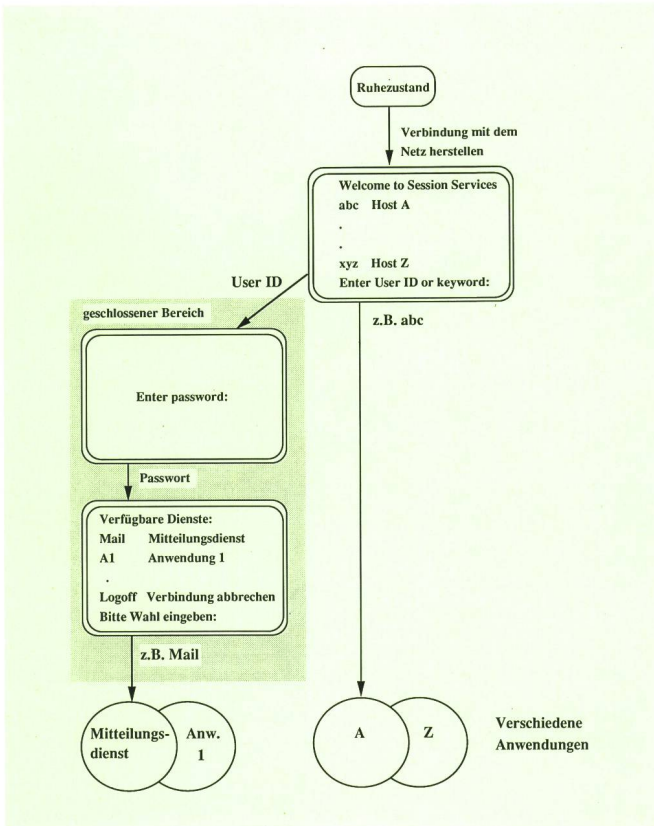 Ruhezustand
Verbindung mit dem
Netz herstellen
Welcome to Session Services
abc Host A
.
.
xyz Host Z
Enter User ID or keyword:
User ID
z.B. abc
geschlossener Bereich
Enter password:
Passwort
Verfügbare Dienste:
Mail Mitteilungsdienst
A1 Anwendung 1
.
Logoff Verbindung abbrechen
Bitte Wahl eingeben:
z.B. Mail
Mitteilungs-
dienst
Anw.
1
A
Z
Verschiedene
Anwendungen